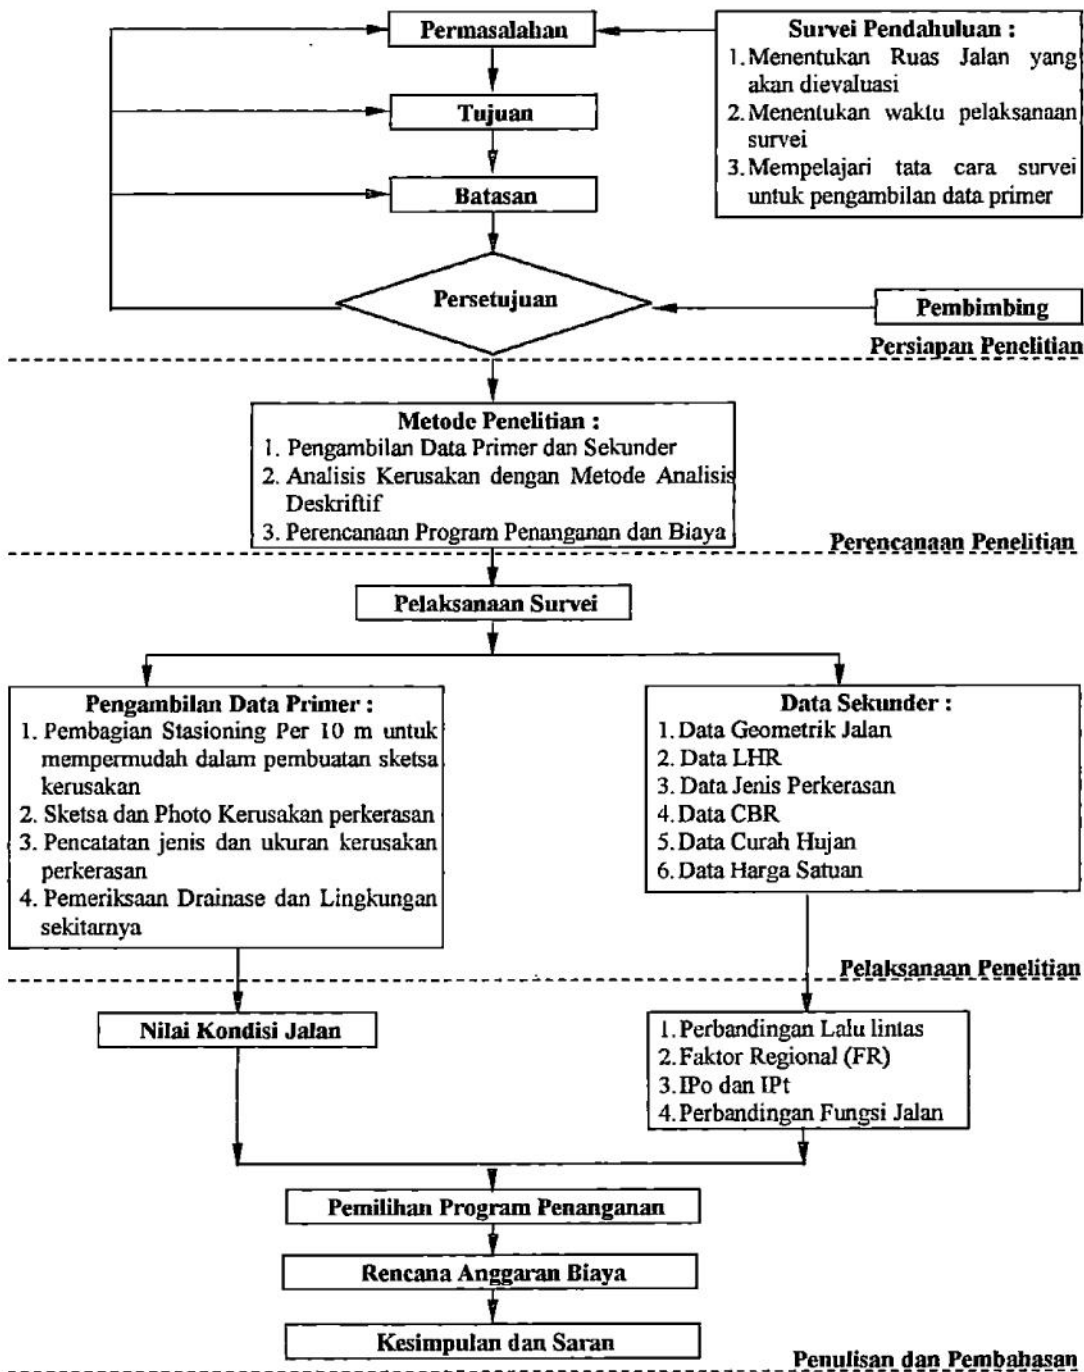 Permasalahan
Survei Pendahuluan :
1. Menentukan Ruas Jalan yang
akan dievaluasi
2. Menentukan waktu pelaksanaan
survei
3. Mempelajari tata cara survei
untuk pengambilan data primer
Tujuan
Batasan
Persetujuan
Pembimbing
Persiapan Penelitian
Metode Penelitian :
1. Pengambilan Data Primer dan Sekunder
2. Analisis Kerusakan dengan Metode Analisis
Deskriftif
3. Perencanaan Program Penanganan dan Biaya
Perencanaan Penelitian
Pelaksanaan Survei
Pengambilan Data Primer :
1. Pembagian Stasioning Per 10 m untuk
mempermudah dalam pembuatan sketsa
kerusakan
2. Sketsa dan Photo Kerusakan perkerasan
3. Pencatatan jenis dan ukuran kerusakan
perkerasan
4. Pemeriksaan Drainase dan Lingkungan
sekitarnya
Data Sekunder :
1. Data Geometrik Jalan
2. Data LHR
3. Data Jenis Perkerasan
4. Data CBR
5. Data Curah Hujan
6. Data Harga Satuan
Pelaksanaan Penelitian
Nilai Kondisi Jalan
1. Perbandingan Lalu lintas
2. Faktor Regional (FR)
3. IPo dan IPt
4. Perbandingan Fungsi Jalan
Pemilihan Program Penanganan
Rencana Anggaran Biaya
Kesimpulan dan Saran
Penulisan dan Pembahasan